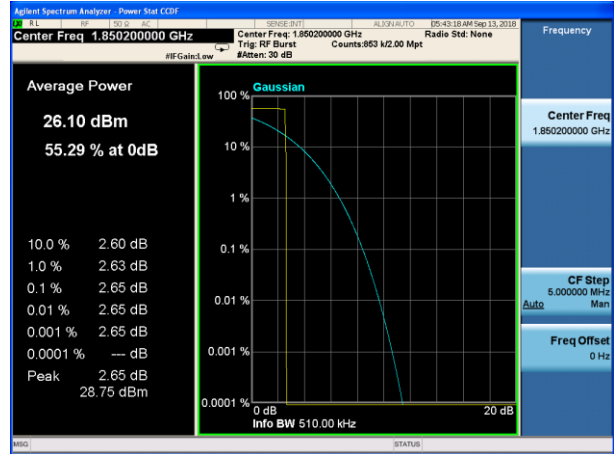 Agilent Spectrum Analyzer - Power Stat CCDF
RL RF 50 Ω AC SENSE:INT ALIGN AUTO 05:43:18 AM Sep 13, 2018
Center Freq 1.850200000 GHz
#IFGain:Low
Center Freq: 1.850200000 GHz
Trig: RF Burst Counts:853 k/2.00 Mpt
#Atten: 30 dB
Radio Std: None
Frequency
Average Power
26.10 dBm
55.29 % at 0dB
10.0 % 2.60 dB
1.0 % 2.63 dB
0.1 % 2.65 dB
0.01 % 2.65 dB
0.001 % 2.65 dB
0.0001 % --- dB
Peak 2.65 dB
28.75 dBm
Gaussian
100 %
10 %
1 %
0.1 %
0.01 %
0.001 %
0.0001 %
0 dB 20 dB
Info BW 510.00 kHz
Center Freq
1.850200000 GHz
CF Step
5.000000 MHz
Auto Man
Freq Offset
0 Hz
MSG STATUS